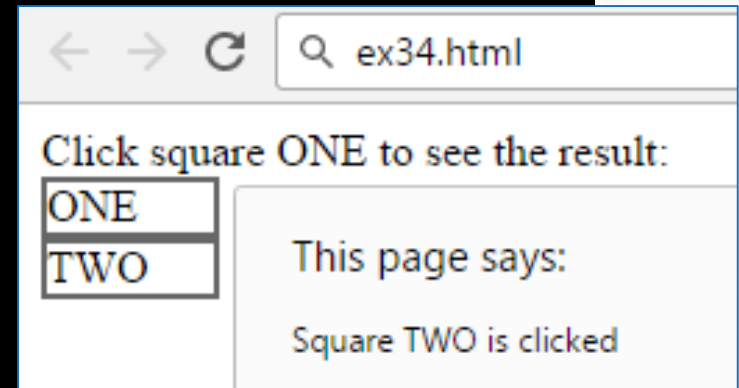 ex34.html
Click square ONE to see the result:
ONE
TWO
This page says:
Square TWO is clicked